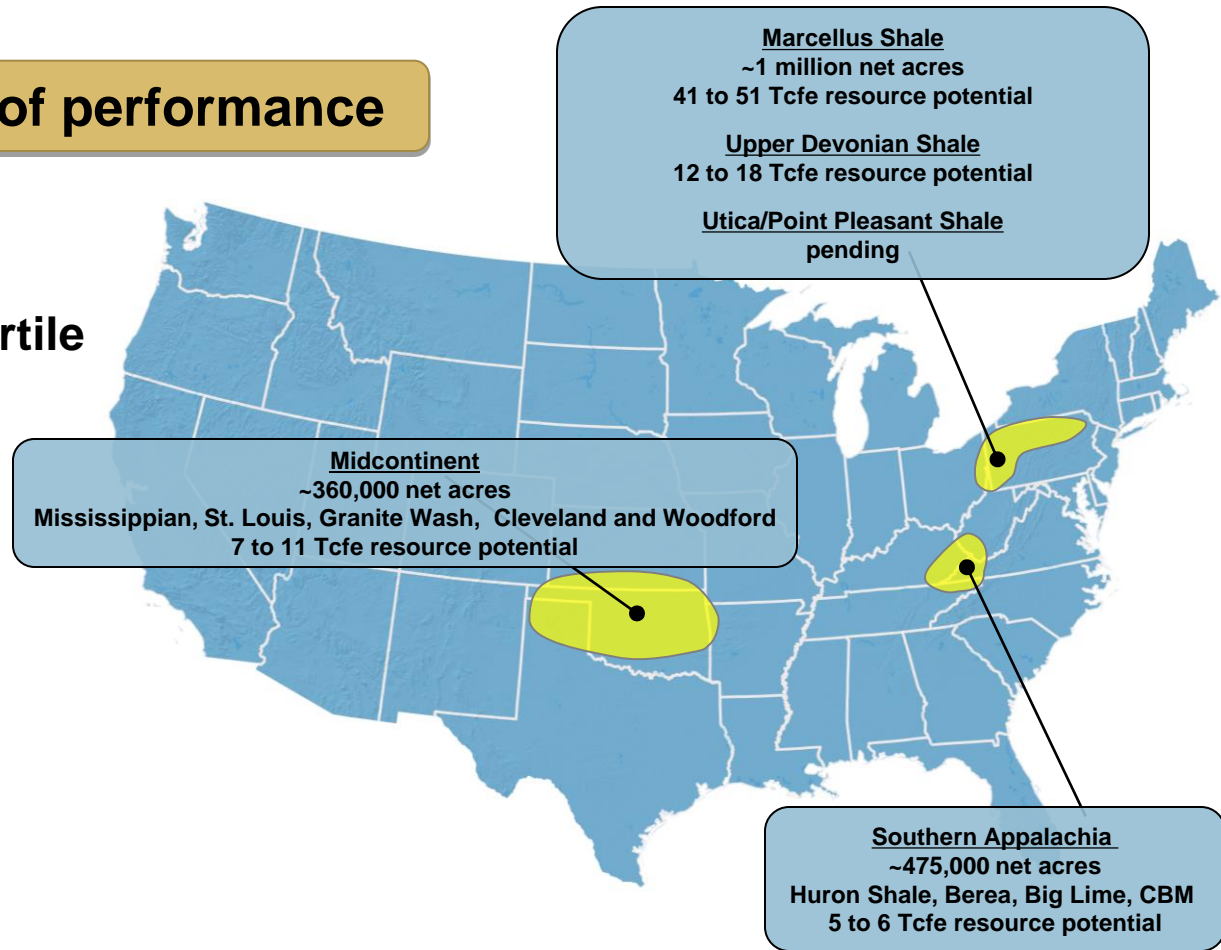 of performance
rtile
Marcellus Shale
~1 million net acres
41 to 51 Tcfe resource potential
Upper Devonian Shale
12 to 18 Tcfe resource potential
Utica/Point Pleasant Shale
pending
Midcontinent
~360,000 net acres
Mississippian, St. Louis, Granite Wash, Cleveland and Woodford
7 to 11 Tcfe resource potential
Southern Appalachia
~475,000 net acres
Huron Shale, Berea, Big Lime, CBM
5 to 6 Tcfe resource potential